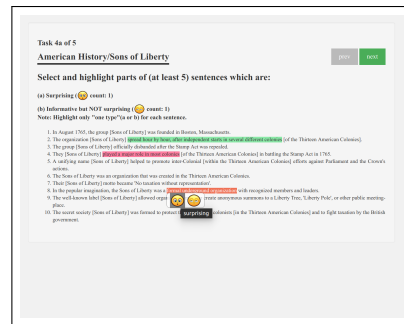 Task 4a of 5
American History/Sons of Liberty
prev
next
Select and highlight parts of (at least 5) sentences which are:
(a) Surprising ( count: 1)
(b) Informative but NOT surprising ( count: 1)
Note: Highlight only "one type"(a or b) for each sentence.
1. In August 1765, the group [Sons of Liberty] was founded in Boston, Massachusetts.
2. The organisation [Sons of Liberty] spread hour by hour, after independent starts in several different colonies [of the Thirteen American Colonies].
3. The group [Sons of Liberty] officially disbanded after the Stamp Act was repealed.
4. They [Sons of Liberty] played a major role in most colonies [of the Thirteen American Colonies] in battling the Stamp Act in 1765.
5. A unifying name [Sons of Liberty] helped to promote inter-Colonial [within the Thirteen American Colonies] efforts against Parliament and the Crown's
actions.
6. The Sons of Liberty was an organization that was created in the Thirteen American Colonies.
7. Their [Sons of Liberty] motto became 'No taxation without representation'.
8. In the popular imagination, the Sons of Liberty was a formal underground organization with recognized members and leaders.
9. The well-known label [Sons of Liberty] allowed organ eate anonymous summons to a Liberty Tree, 'Liberty Pole', or other public meeting-
place.
10. The secret society [Sons of Liberty] was formed to protect th colonists [in the Thirteen American Colonies] and to fight taxation by the British
government.
surprising